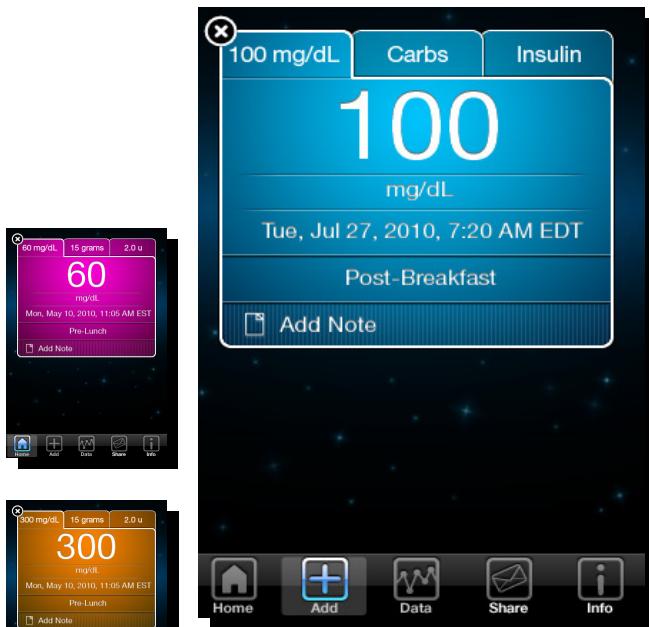 100 mg/dL Carbs Insulin
100
mg/dL
Tue, Jul 27, 2010, 7:20 AM EDT
Post-Breakfast
Add Note
Home Add Data Share Info
60 mg/dL 15 grams 2.0 u
60
mg/dL
Mon, May 10, 2010, 11:05 AM EST
Pre-Lunch
Add Note
Home Add Data Share Info
300 mg/dL 15 grams 2.0 u
300
mg/dL
Mon, May 10, 2010, 11:05 AM EST
Pre-Lunch
Add Note